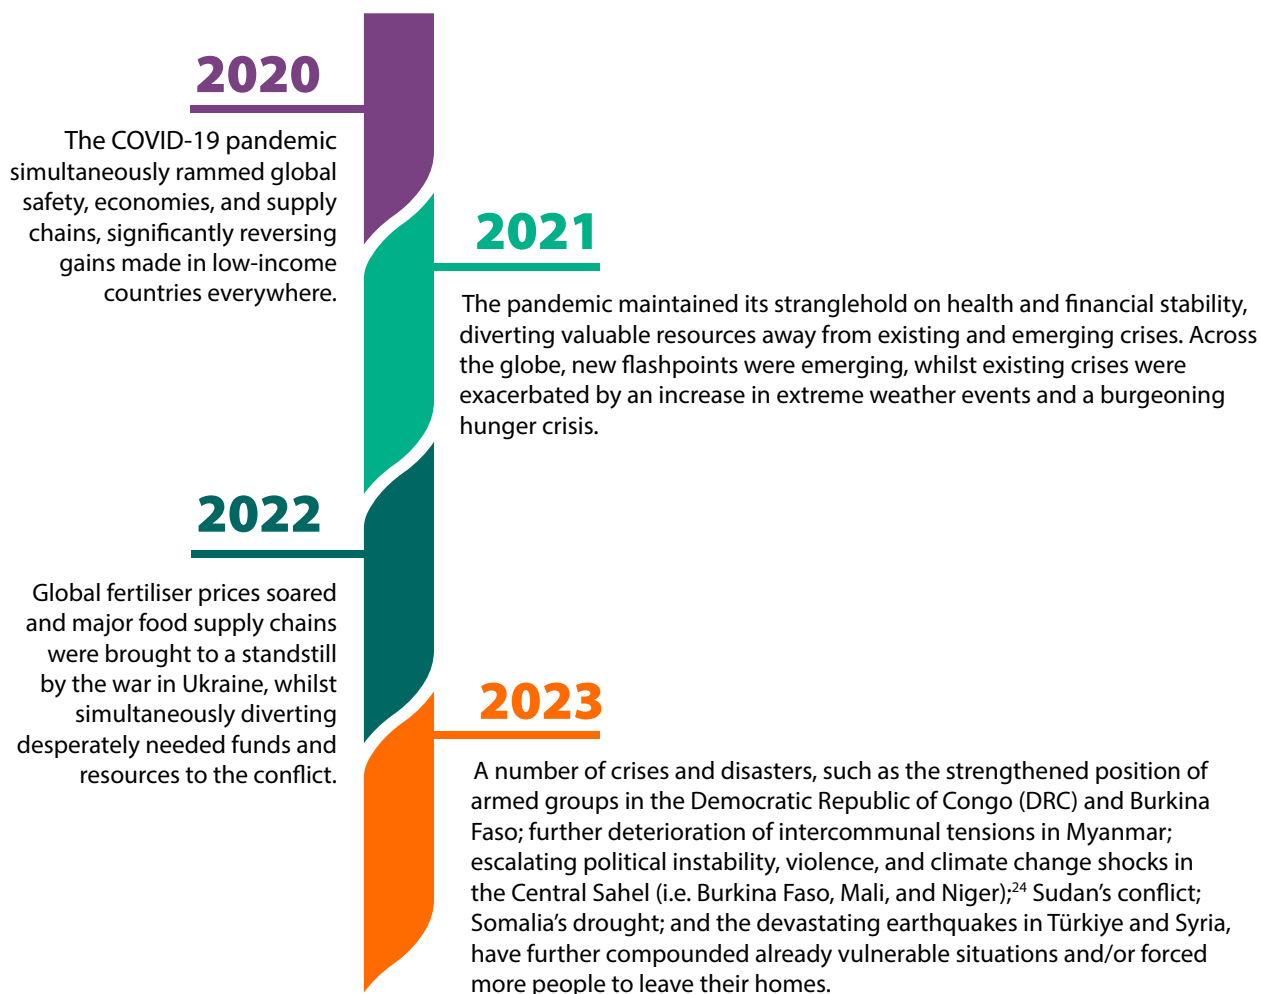 2020
The COVID-19 pandemic
simultaneously rammed global
safety, economies, and supply
chains, significantly reversing
gains made in low-income
countries everywhere.
2021
The pandemic maintained its stranglehold on health and financial stability,
diverting valuable resources away from existing and emerging crises. Across
the globe, new flashpoints were emerging, whilst existing crises were
exacerbated by an increase in extreme weather events and a burgeoning
hunger crisis.
2022
Global fertiliser prices soared
and major food supply chains
were brought to a standstill
by the war in Ukraine, whilst
simultaneously diverting
desperately needed funds and
resources to the conflict.
2023
A number of crises and disasters, such as the strengthened position of
armed groups in the Democratic Republic of Congo (DRC) and Burkina
Faso; further deterioration of intercommunal tensions in Myanmar;
escalating political instability, violence, and climate change shocks in
the Central Sahel (i.e. Burkina Faso, Mali, and Niger);24 Sudan’s conflict;
Somalia’s drought; and the devastating earthquakes in Türkiye and Syria,
have further compounded already vulnerable situations and/or forced
more people to leave their homes.